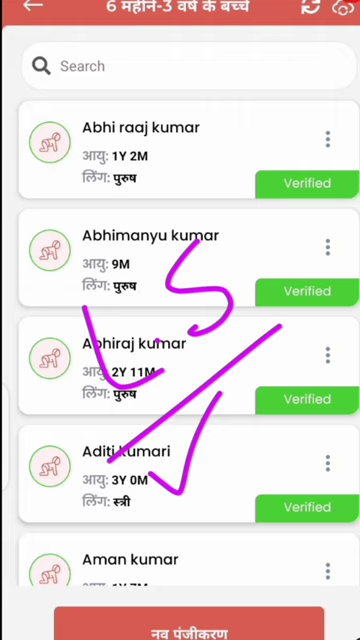 6 महीने-3 वर्ष के बच्चे
Search
Abhi raaj kumar
आयु: 1Y 2M
लिंग: पुरुष
Verified
Abhimanyu kumar
आयु: 9M
लिंग: पुरुष
Verified
Abhiraj kumar
आयु: 2Y 11M
लिंग: पुरुष
Verified
Aditi kumari
आयु: 3Y 0M
लिंग: स्त्री
Verified
Aman kumar
नव पंजीकरण